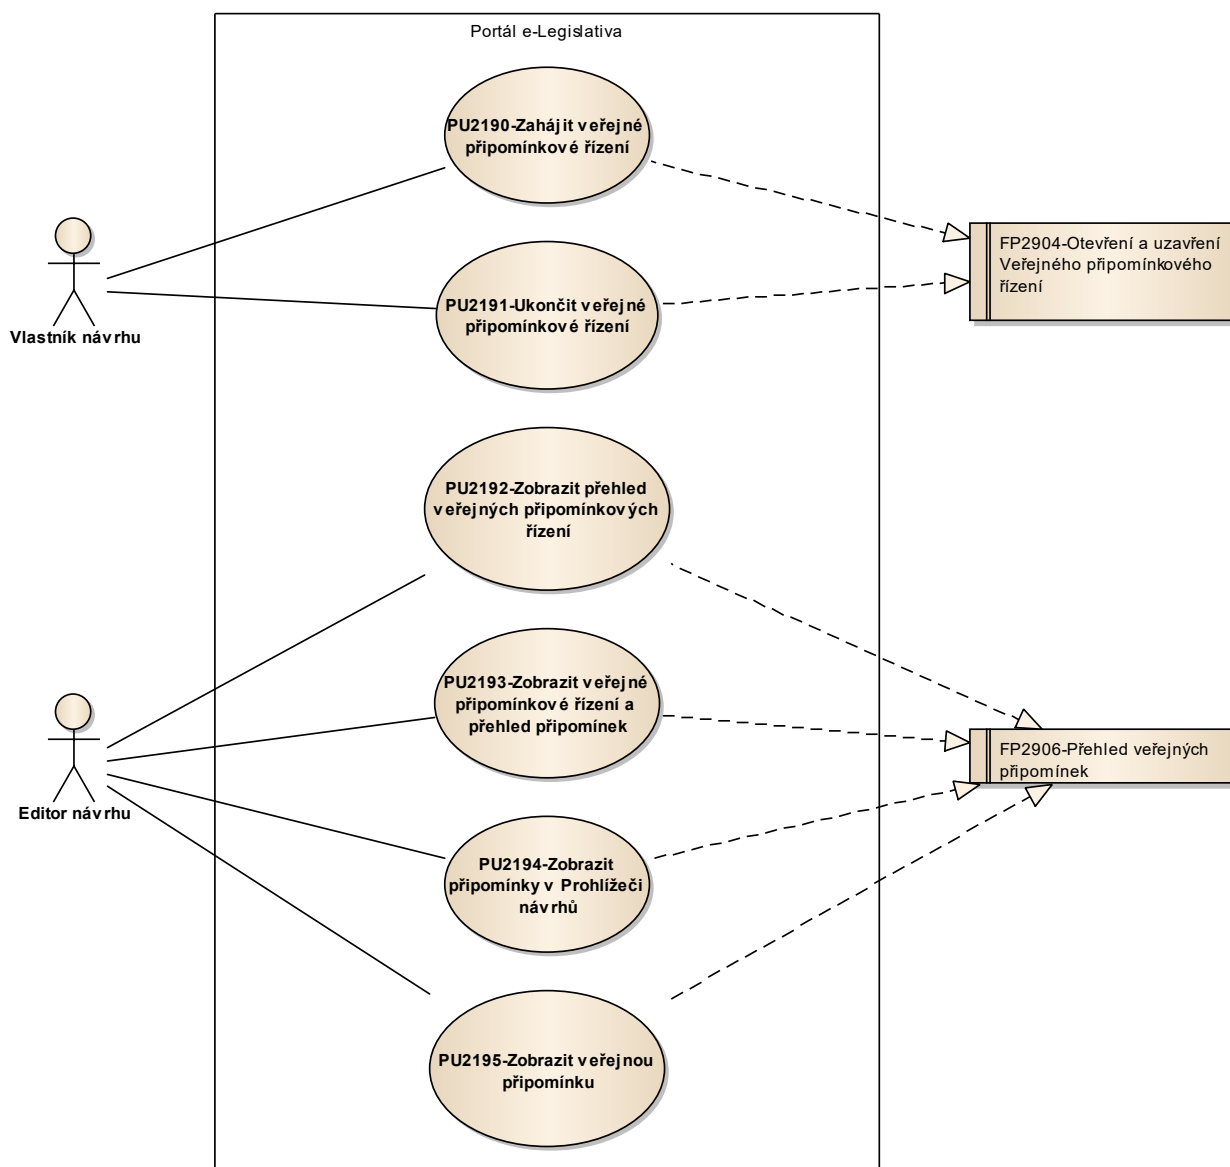 Portál e-Legislativa
PU2190-Zahájit veřejné
připomínkové řízení
FP2904-Otevření a uzavření
Veřejného připomínkového
řízení
PU2191-Ukončit veřejné
připomínkové řízení
Vlastník návrhu
PU2192-Zobrazit přehled
veřejných připomínkových
řízení
PU2193-Zobrazit veřejné
připomínkové řízení a
přehled připomínek
FP2906-Přehled veřejných
připomínek
Editor návrhu
PU2194-Zobrazit
připomínky v Prohlížeči
návrhů
PU2195-Zobrazit veřejnou
připomínku